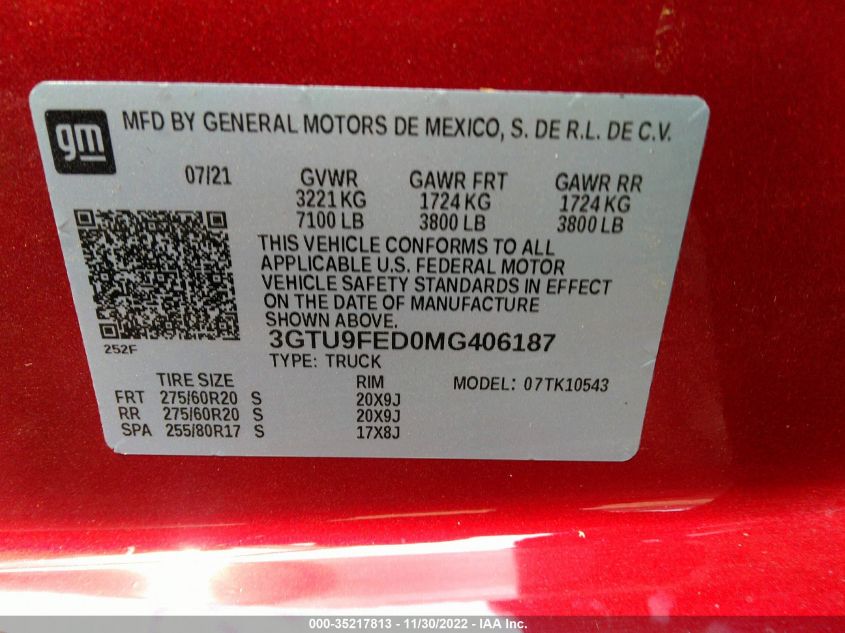 gm
MFD BY GENERAL MOTORS DE MEXICO, S. DE R.L. DE C.V.
07/21 GVWR GAWR FRT GAWR RR
3221 KG 1724 KG 1724 KG
7100 LB 3800 LB 3800 LB
THIS VEHICLE CONFORMS TO ALL
APPLICABLE U.S. FEDERAL MOTOR
VEHICLE SAFETY STANDARDS IN EFFECT
ON THE DATE OF MANUFACTURE
SHOWN ABOVE.
252F
3GTU9FED0MG406187
TYPE: TRUCK
TIRE SIZE RIM MODEL: 07TK10543
FRT 275/60R20 S 20X9J
RR 275/60R20 S 20X9J
SPA 255/80R17 S 17X8J
000-35217813 - 11/30/2022 - IAA Inc.